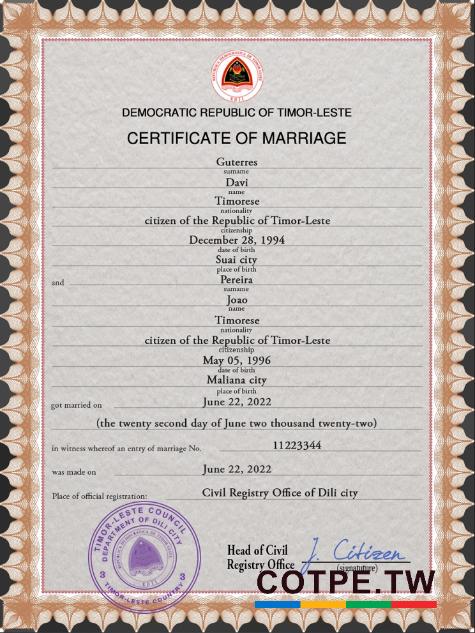 DEMOCRATIC REPUBLIC OF TIMOR-LESTE
CERTIFICATE OF MARRIAGE
Guterres
surname
Davi
name
Timorese
nationality
citizen of the Republic of Timor-Leste
citizenship
December 28, 1994
date of birth
Suai city
place of birth
and Pereira
surname
Joao
name
Timorese
nationality
citizen of the Republic of Timor-Leste
citizenship
May 05, 1996
date of birth
Maliana city
place of birth
got married on June 22, 2022
(the twenty second day of June two thousand twenty-two)
in witness whereof an entry of marriage No. 11223344
was made on June 22, 2022
Place of official registration: Civil Registry Office of Dili city
TIMOR-LESTE COUNCIL
DEPARTMENT OF DILI CITY
TIMOR-LESTE COUNTRY
Head of Civil
Registry Office J. Citizen
(signature)
COTPE.TW